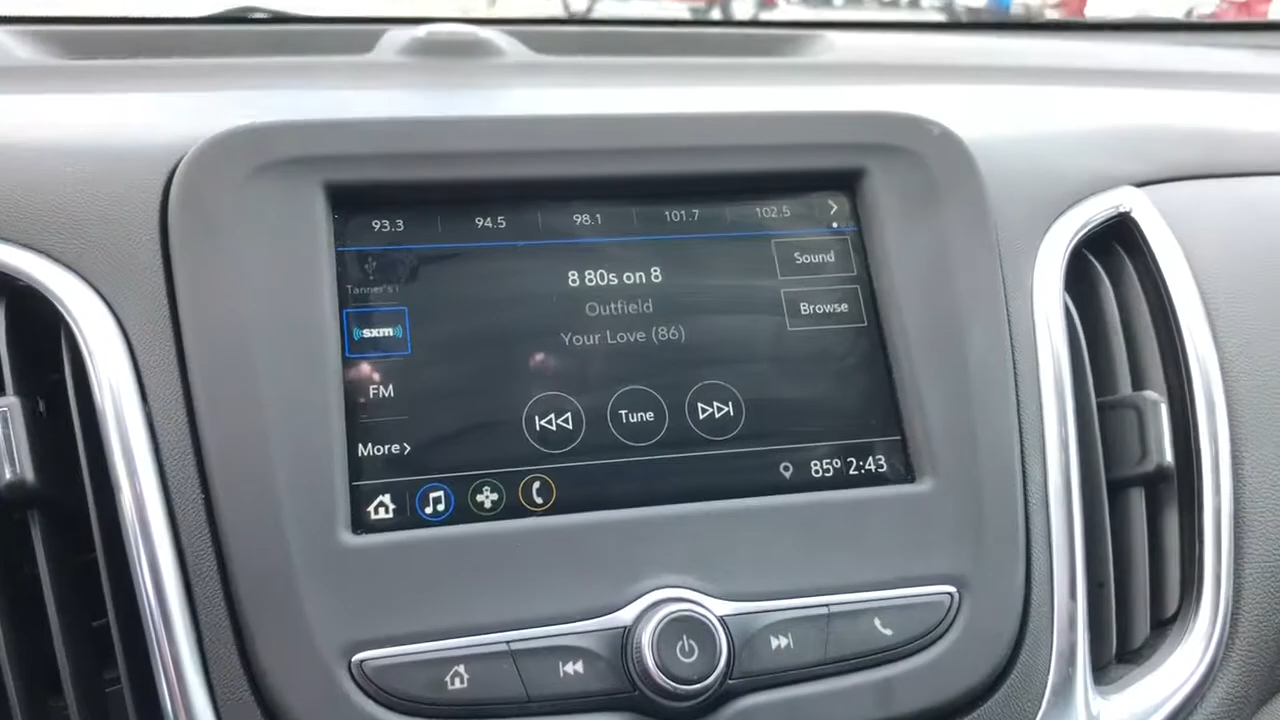 93.3 94.5 98.1 101.7 102.5
Tanner's i
Sound
8 80s on 8
sxm
Outfield
Browse
Your Love (86)
FM
Tune
More
85° 2:43